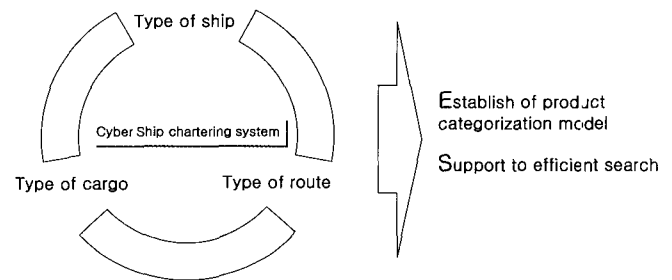 Type of ship
Cyber Ship chartering system
Type of cargo
Type of route
Establish of product
categorization model
Support to efficient search